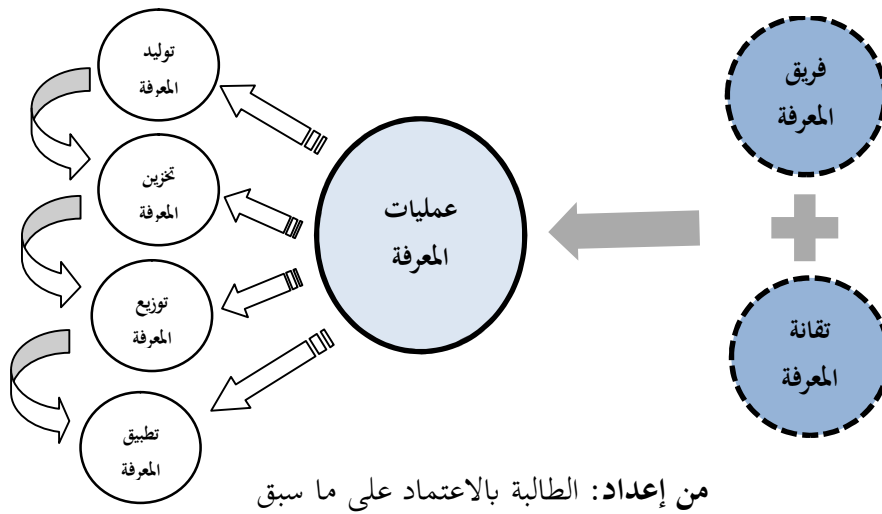 فريق
المعرفة
تقانة
المعرفة
عمليات
المعرفة
توليد
المعرفة
تخزين
المعرفة
توزيع
المعرفة
تطبيق
المعرفة
من إعداد: الطالبة بالاعتماد على ما سبق